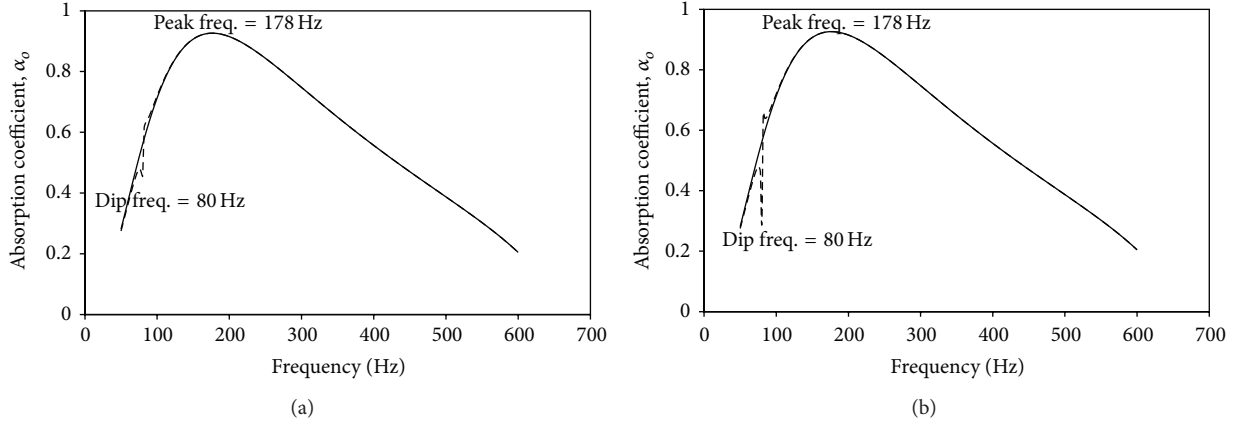 1
0.8
0.6
0.4
0.2
0
Absorption coefficient, αo
Peak freq. = 178 Hz
Dip freq. = 80 Hz
0 100 200 300 400 500 600 700
Frequency (Hz)
(a)
1
0.8
0.6
0.4
0.2
0
Absorption coefficient, αo
Peak freq. = 178 Hz
Dip freq. = 80 Hz
0 100 200 300 400 500 600 700
Frequency (Hz)
(b)